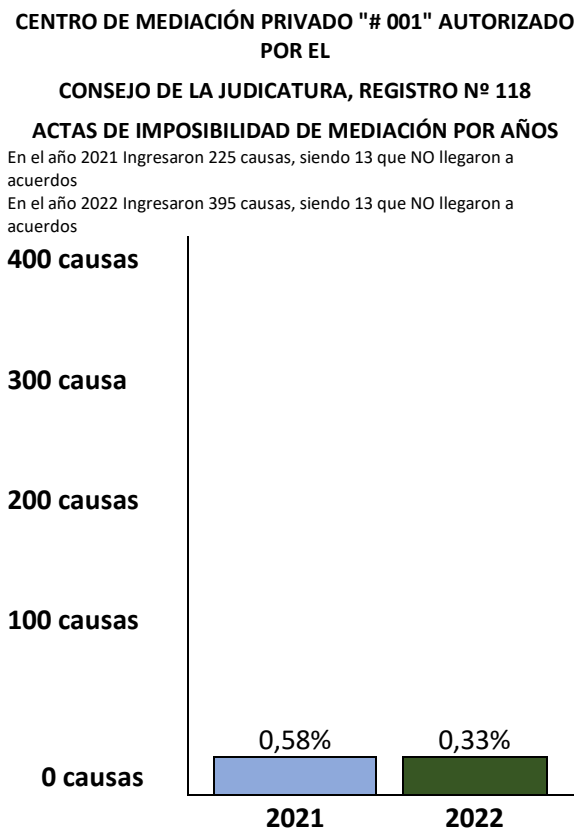 CENTRO DE MEDIACIÓN PRIVADO "# 001" AUTORIZADO
POR EL
CONSEJO DE LA JUDICATURA, REGISTRO Nº 118
ACTAS DE IMPOSIBILIDAD DE MEDIACIÓN POR AÑOS
En el año 2021 Ingresaron 225 causas, siendo 13 que NO llegaron a
acuerdos
En el año 2022 Ingresaron 395 causas, siendo 13 que NO llegaron a
acuerdos
400 causas
300 causa
200 causas
100 causas
0,58% 0,33%
0 causas
2021 2022